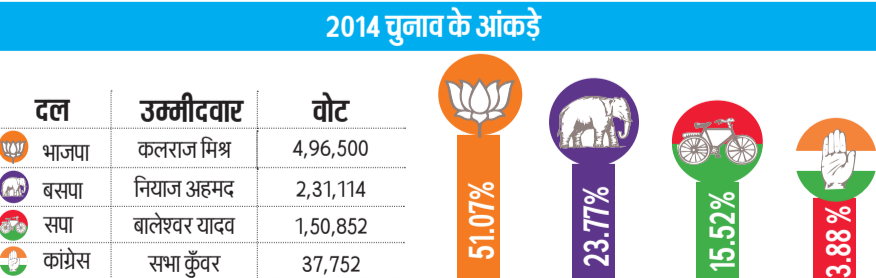 2014 चुनाव के आंकड़े
दल उम्मीदवार वोट
भाजपा कलराज मिश्र 4,96,500
बसपा नियाज अहमद 2,31,114
सपा बालेश्वर यादव 1,50,852
कांग्रेस सभा कुँवर 37,752
51.07%
23.77%
15.52%
3.88 %